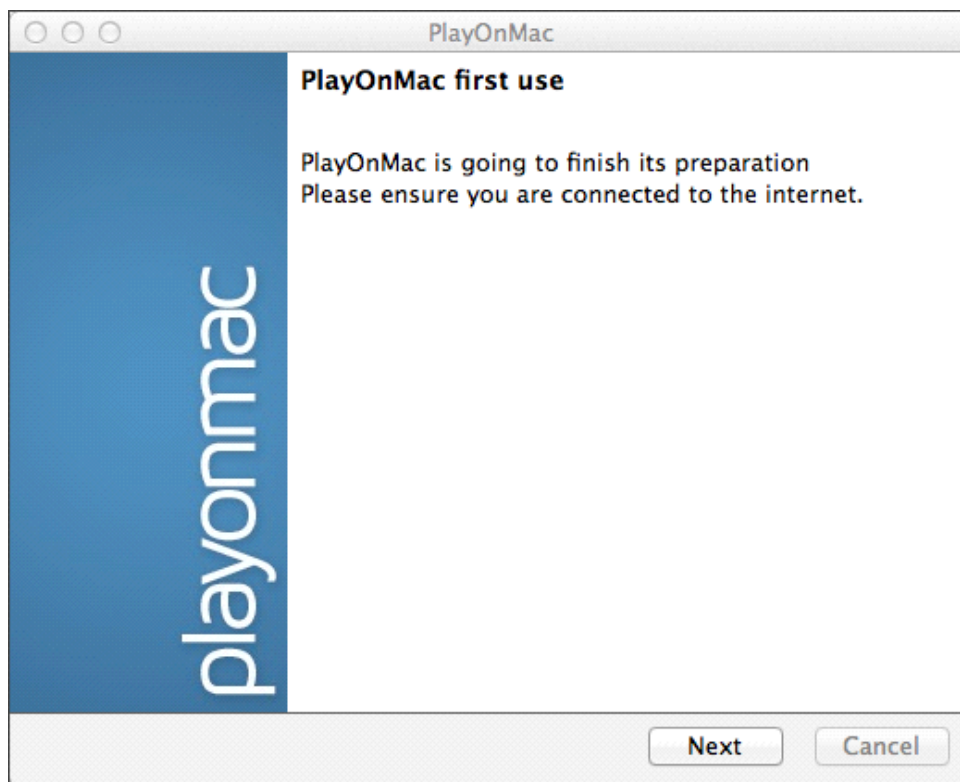 PlayOnMac
PlayOnMac first use
PlayOnMac is going to finish its preparation
Please ensure you are connected to the internet.
playonmac
Next
Cancel